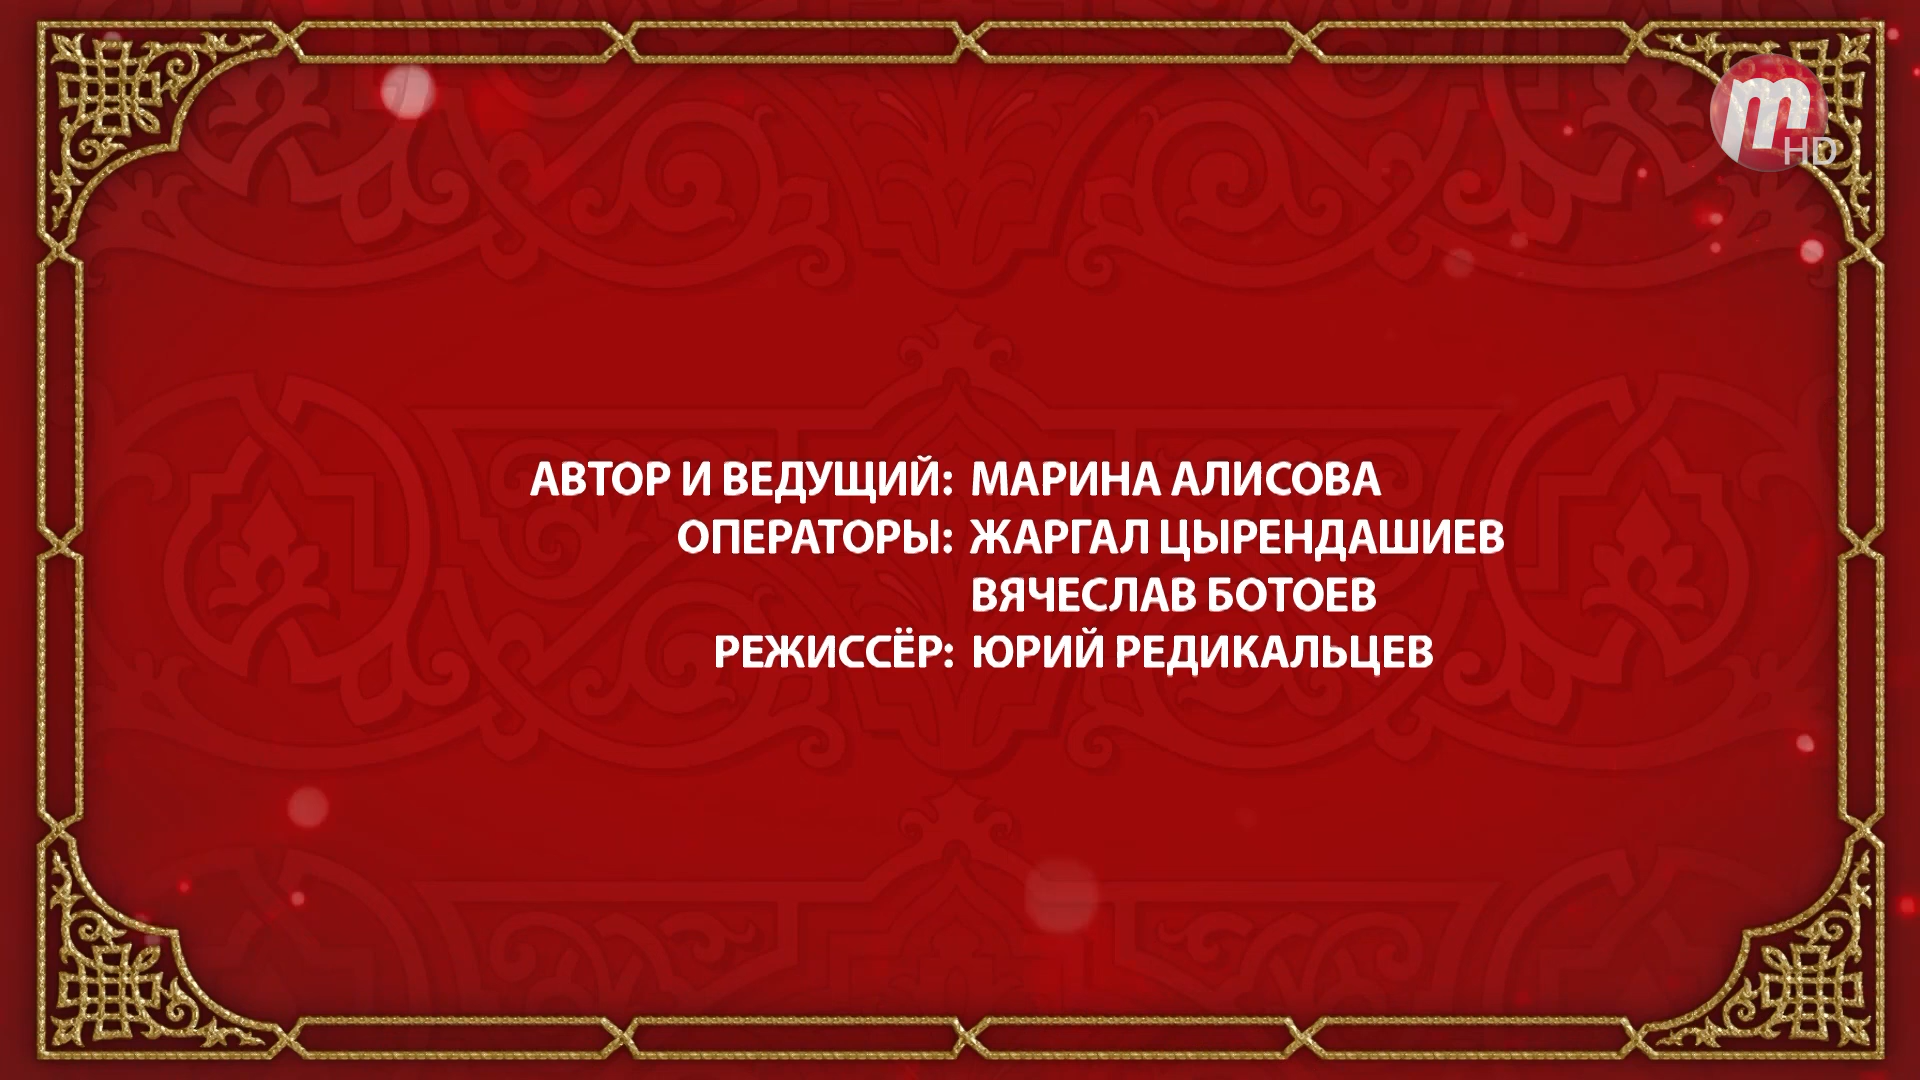 m HD
АВТОР И ВЕДУЩИЙ: МАРИНА АЛИСОВА
ОПЕРАТОРЫ: ЖАРГАЛ ЦЫРЕНДАШИЕВ
ВЯЧЕСЛАВ БОТОЕВ
РЕЖИССЁР: ЮРИЙ РЕДИКАЛЬЦЕВ